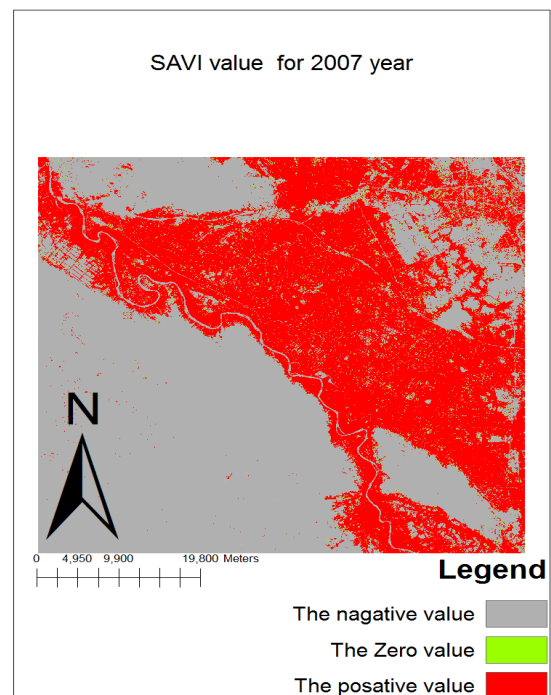 SAVI value for 2007 year
N
0 4,950 9,900 19,800 Meters
Legend
The nagative value
The Zero value
The posative value